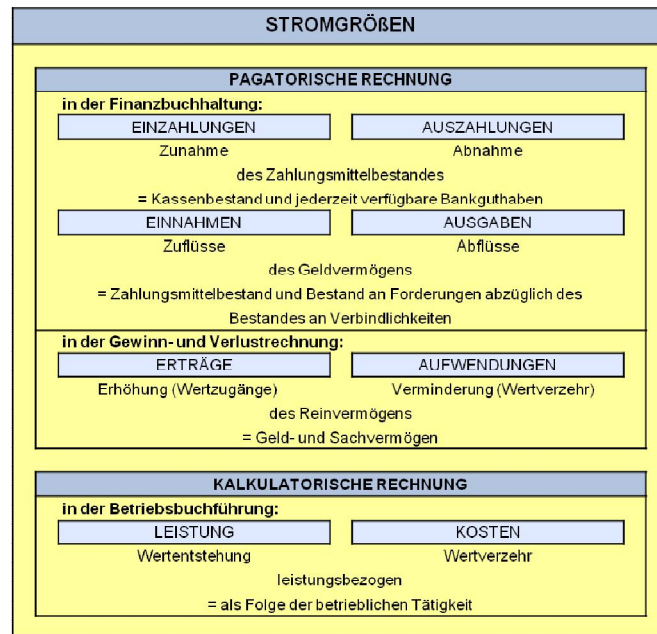 STROMGRÖßEN
PAGATORISCHE RECHNUNG
in der Finanzbuchhaltung:
EINZAHLUNGEN AUSZAHLUNGEN
Zunahme Abnahme
des Zahlungsmittelbestandes
= Kassenbestand und jederzeit verfügbare Bankguthaben
EINNAHMEN AUSGABEN
Zuflüsse Abflüsse
des Geldvermögens
= Zahlungsmittelbestand und Bestand an Forderungen abzüglich des
Bestandes an Verbindlichkeiten
in der Gewinn- und Verlustrechnung:
ERTRÄGE AUFWENDUNGEN
Erhöhung (Wertzugänge) Verminderung (Wertverzehr)
des Reinvermögens
= Geld- und Sachvermögen
KALKULATORISCHE RECHNUNG
in der Betriebsbuchführung:
LEISTUNG KOSTEN
Wertentstehung Wertverzehr
leistungsbezogen
= als Folge der betrieblichen Tätigkeit